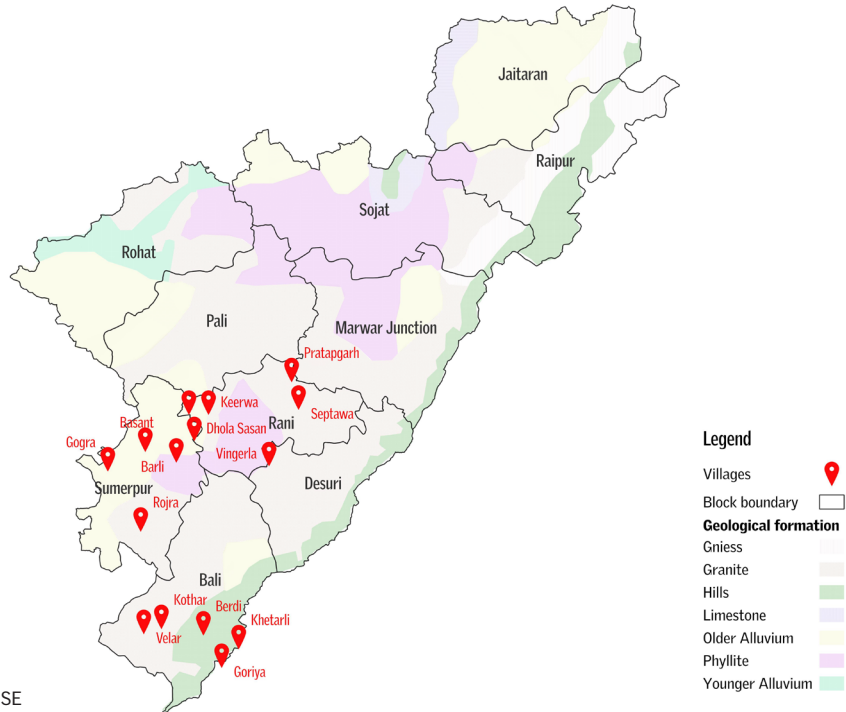 Jaitaran
Raipur
Sojat
Rohat
Pali
Marwar Junction
Pratapgarh
Keerwa
Septawa
Basant
Dhola Sasan
Rani
Gogra
Barli
Vingerla
Sumerpur
Desuri
Rojra
Bali
Kothar
Berdi
Khetarli
Velar
Goriya
SE
Legend
Villages
Block boundary
Geological formation
Gniess
Granite
Hills
Limestone
Older Alluvium
Phyllite
Younger Alluvium